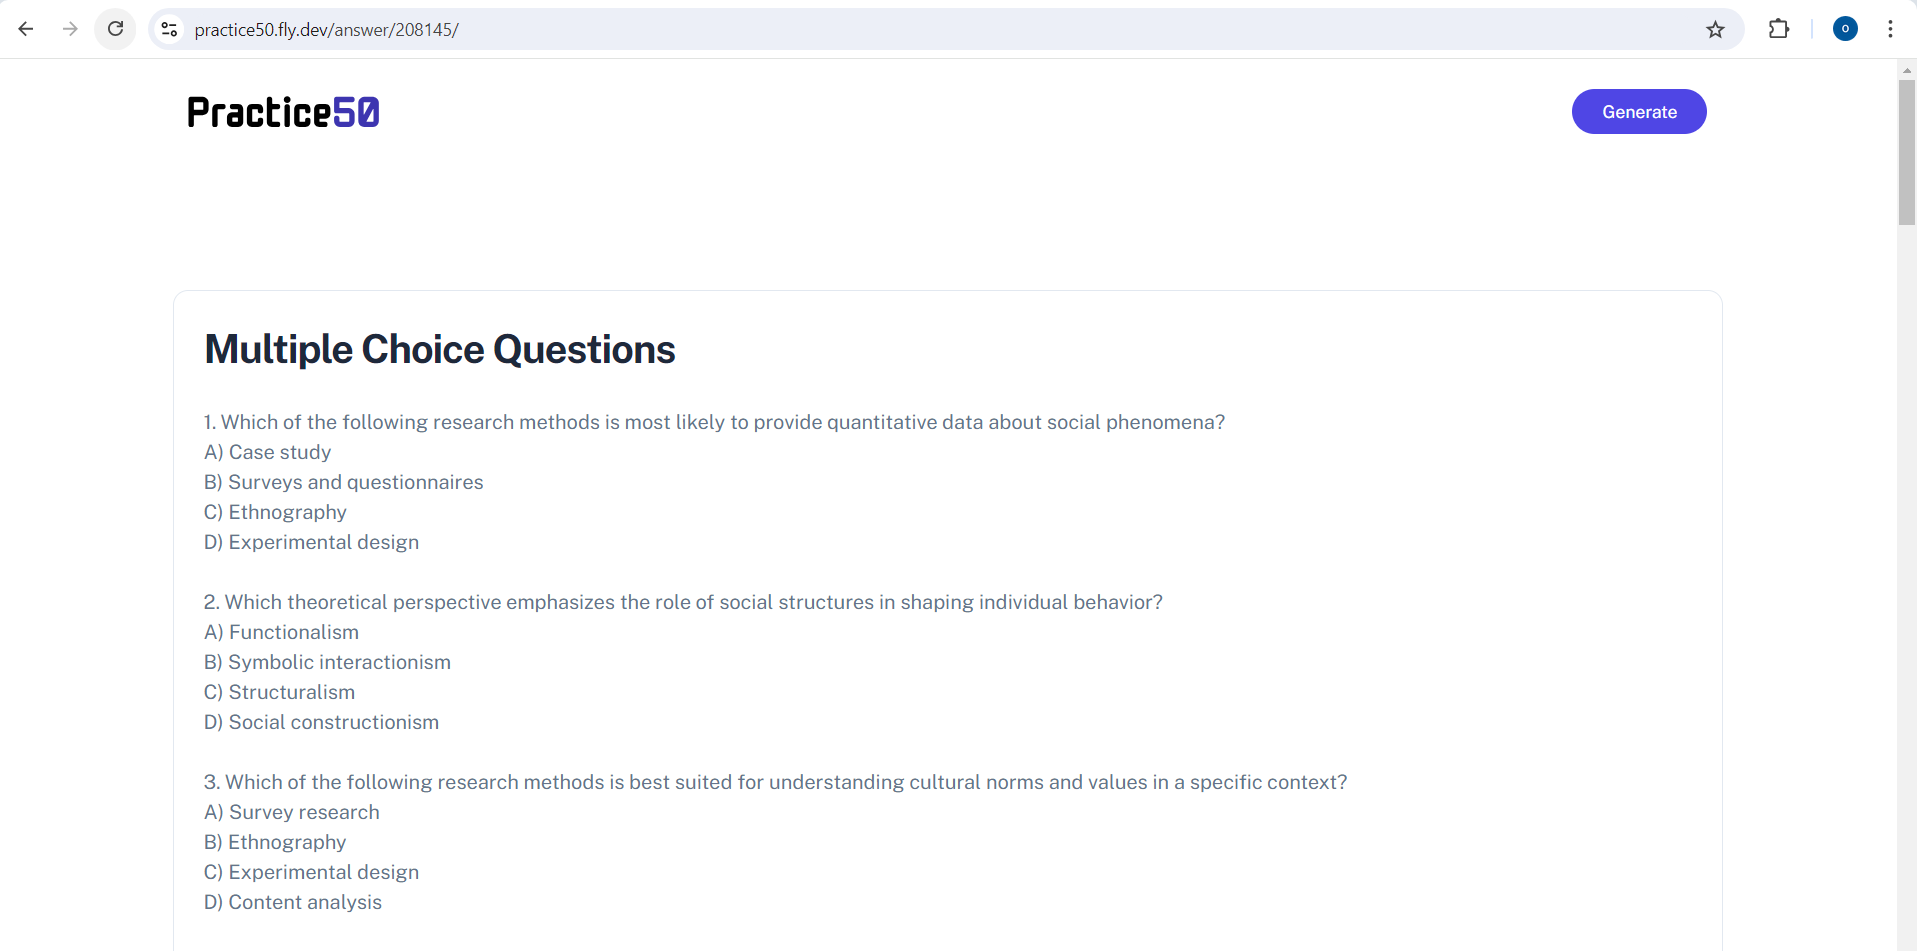 practice50.fly.dev/answer/208145/
O
Practice50
Generate
Multiple Choice Questions
1. Which of the following research methods is most likely to provide quantitative data about social phenomena?
A) Case study
B) Surveys and questionnaires
C) Ethnography
D) Experimental design
2. Which theoretical perspective emphasizes the role of social structures in shaping individual behavior?
A) Functionalism
B) Symbolic interactionism
C) Structuralism
D) Social constructionism
3. Which of the following research methods is best suited for understanding cultural norms and values in a specific context?
A) Survey research
B) Ethnography
C) Experimental design
D) Content analysis